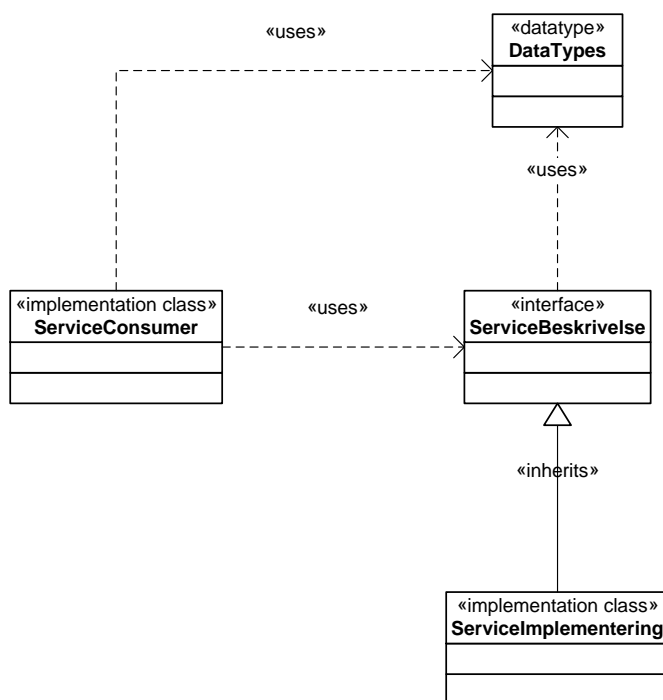 «uses»
«datatype»
DataTypes
«uses»
«implementation class»
ServiceConsumer
«uses»
«interface»
ServiceBeskrivelse
«inherits»
«implementation class»
ServiceImplementering